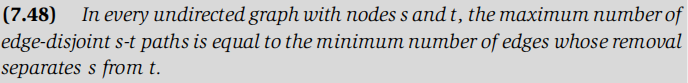 (7.48) In every undirected graph with nodes s and t, the maximum number of
edge-disjoint s-t paths is equal to the minimum number of edges whose removal
separates s from t.